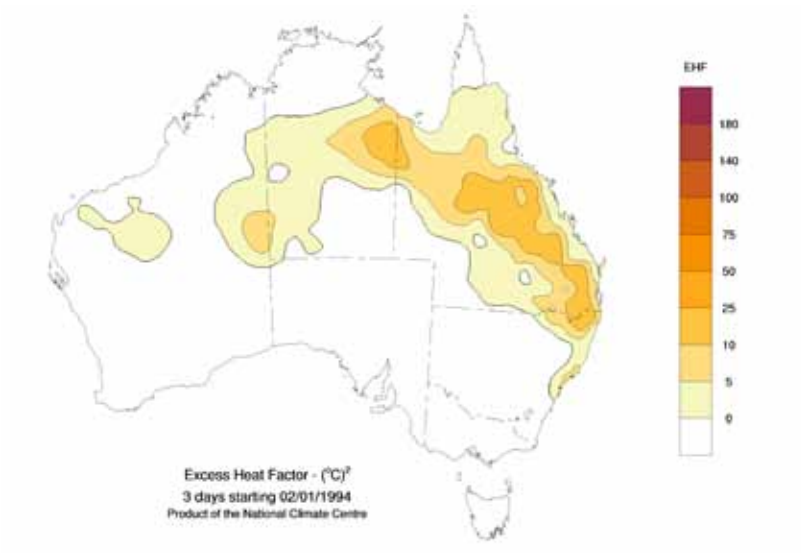 EHF
180
140
100
75
50
25
10
5
0
Excess Heat Factor - (°C)²
3 days starting 02/01/1994
Product of the National Climate Centre